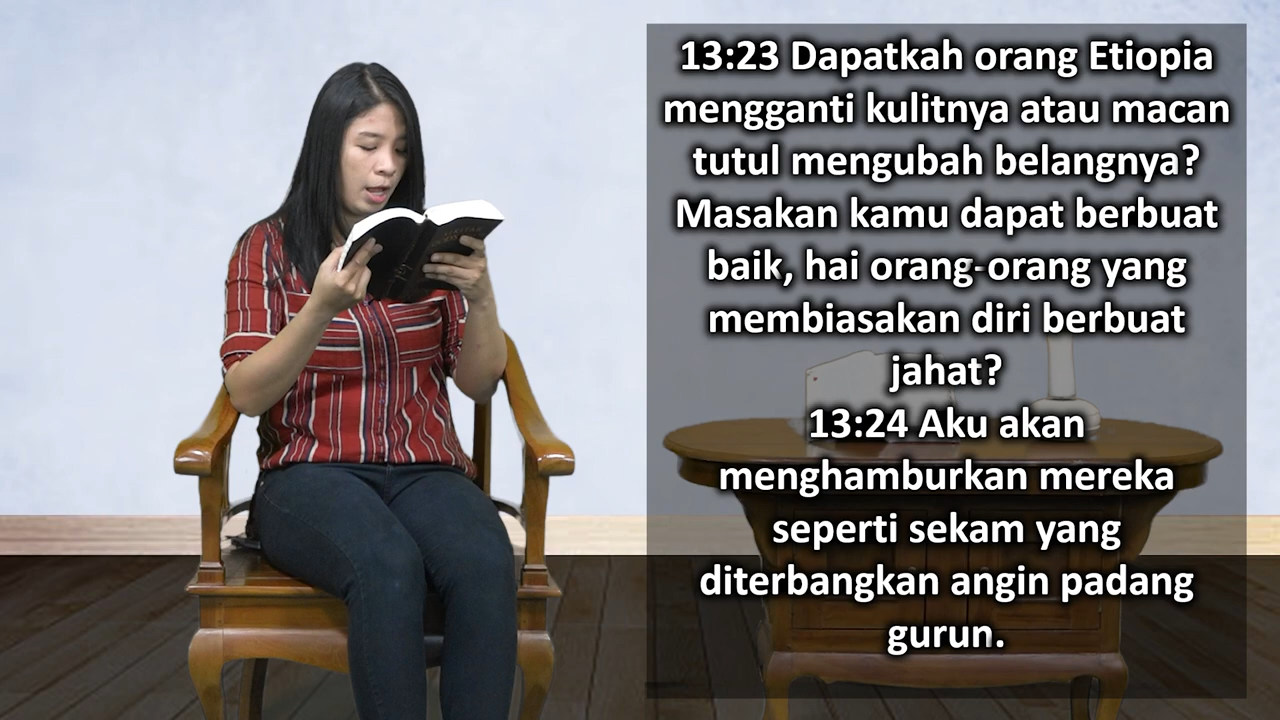 13:23 Dapatkah orang Etiopia
mengganti kulitnya atau macan
tutul mengubah belangnya?
Masakan kamu dapat berbuat
baik, hai orang-orang yang
membiasakan diri berbuat
jahat?
13:24 Aku akan
menghamburkan mereka
seperti sekam yang
diterbangkan angin padang
gurun.